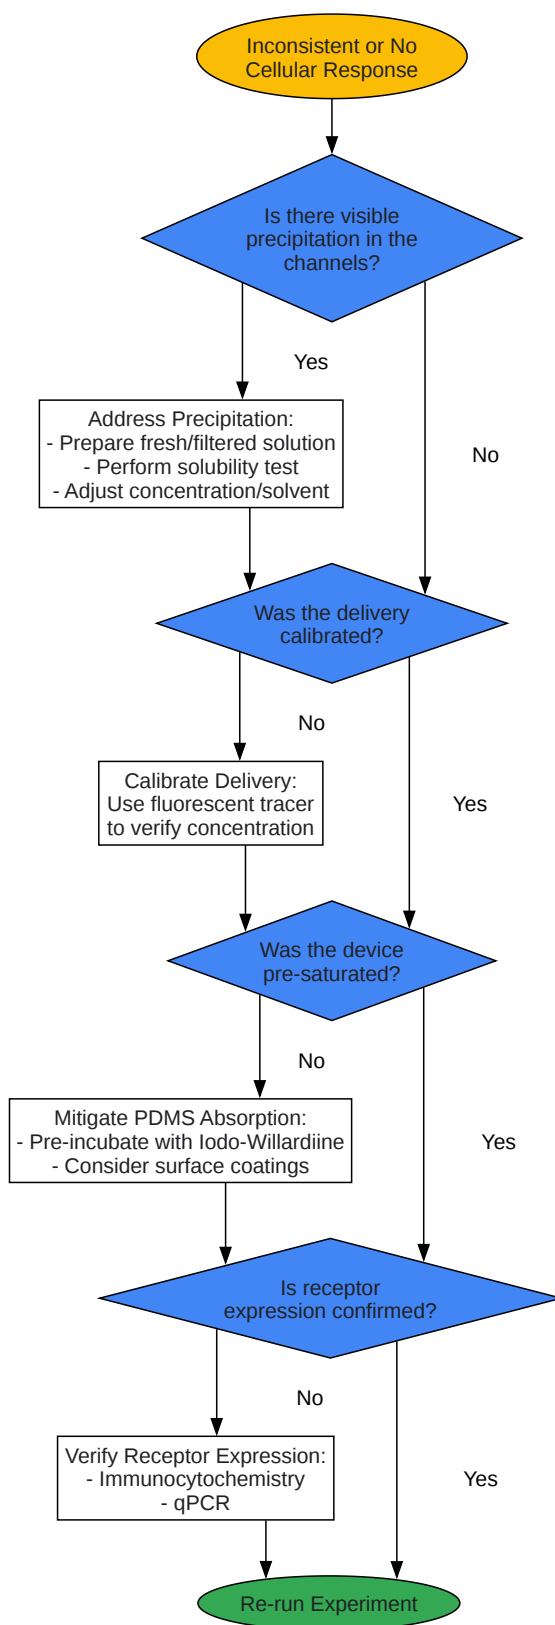 Inconsistent or No
Cellular Response
Is there visible
precipitation in the
channels?
Yes
Address Precipitation:
- Prepare fresh/filtered solution
- Perform solubility test
- Adjust concentration/solvent
No
Was the delivery
calibrated?
No
Calibrate Delivery:
Use fluorescent tracer
to verify concentration
Yes
Was the device
pre-saturated?
No
Mitigate PDMS Absorption:
- Pre-incubate with Iodo-Willardiine
- Consider surface coatings
Yes
Is receptor
expression confirmed?
No
Verify Receptor Expression:
- Immunocytochemistry
- qPCR
Yes
Re-run Experiment